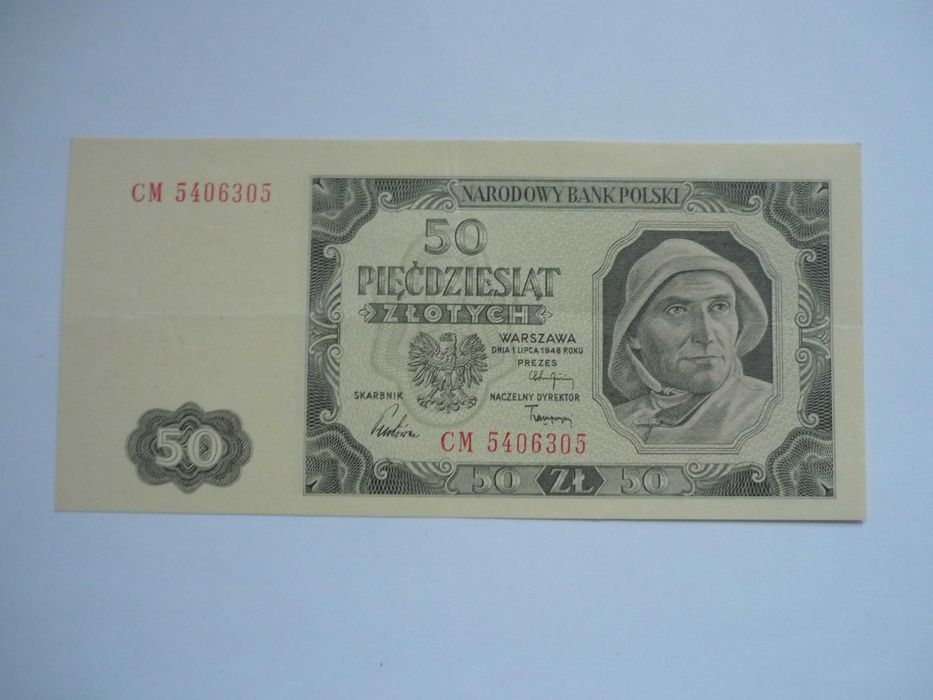 CM 5406305
NARODOWY BANK POLSKI
50
PIĘĆDZIESIĄT
ZŁOTYCH
WARSZAWA
DNIA 1 LIPCA 1948 ROKU
PREZES
SKARBNIK
NACZELNY DYREKTOR
CM 5406305
50
50 ZŁ 50